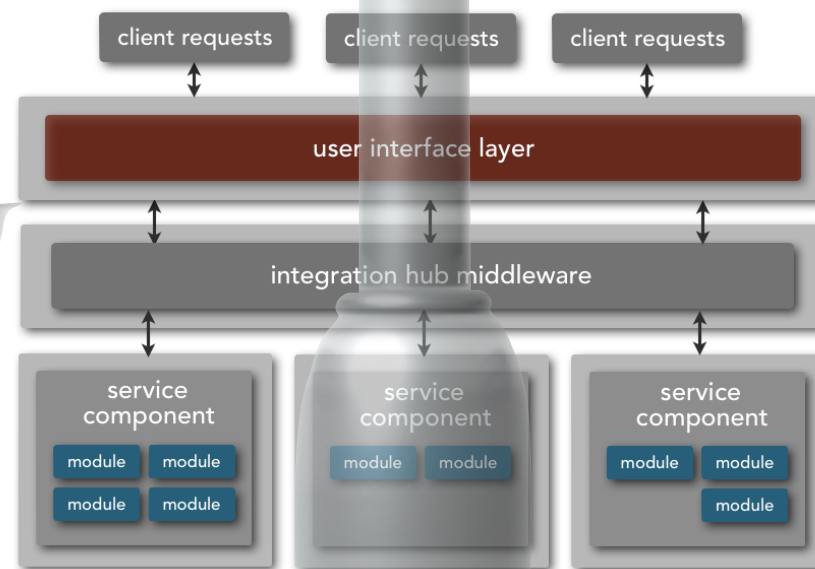 client requests
client requests
client requests
user interface layer
integration hub middleware
service
component
module
module
module
module
service
component
module
module
service
component
module
module
module